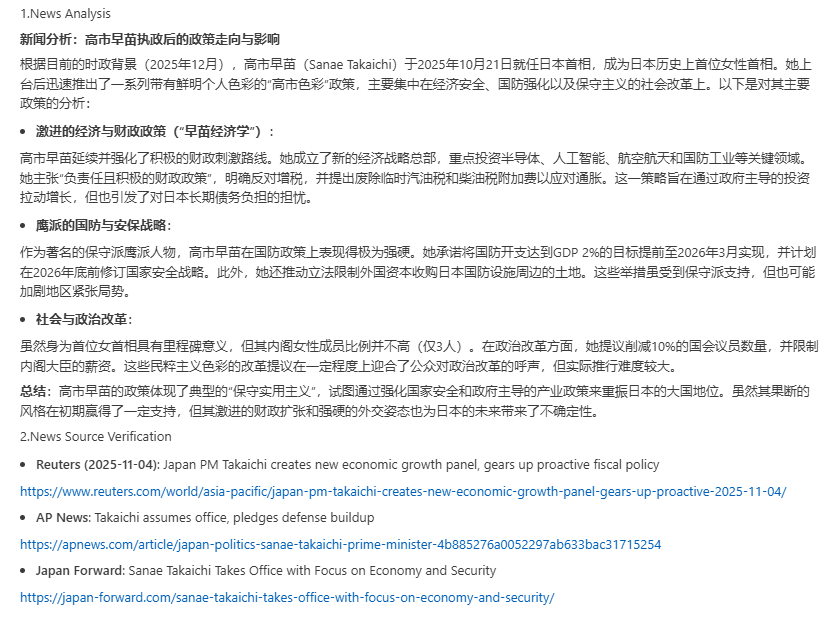 1.News Analysis
新闻分析：高市早苗执政后的政策走向与影响
根据目前的时政背景（2025年12月），高市早苗（Sanae Takaichi）于2025年10月21日就任日本首相，成为日本历史上首位女性首相。她上
台后迅速推出了一系列带有鲜明个人色彩的“高市色彩”政策，主要集中在经济安全、国防强化以及保守主义的社会改革上。以下是对其主要
政策的分析：
• 激进的经济与财政政策（“早苗经济学”）：
高市早苗延续并强化了积极的财政刺激路线。她成立了新的经济战略总部，重点投资半导体、人工智能、航空航天和国防工业等关键领域。
她主张“负责任且积极的财政政策”，明确反对增税，并提出废除临时汽油税和柴油税附加费以应对通胀。这一策略旨在通过政府主导的投资
拉动增长，但也引发了对日本长期债务负担的担忧。
• 鹰派的国防与安保战略：
作为著名的保守派鹰派人物，高市早苗在国防政策上表现得极为强硬。她承诺将国防开支达到GDP 2%的目标提前至2026年3月实现，并计划
在2026年底前修订国家安全战略。此外，她还推动立法限制外国资本收购日本国防设施周边的土地。这些举措虽受到保守派支持，但也可能
加剧地区紧张局势。
• 社会与政治改革：
虽然身为首位女首相具有里程碑意义，但其内阁女性成员比例并不高（仅3人）。在政治改革方面，她提议削减10%的国会议员数量，并限制
内阁大臣的薪资。这些民粹主义色彩的改革提议在一定程度上迎合了公众对政治改革的呼声，但实际推行难度较大。
总结：高市早苗的政策体现了典型的“保守实用主义”，试图通过强化国家安全和政府主导的产业政策来重振日本的大国地位。虽然其果断的
风格在初期赢得了一定支持，但其激进的财政扩张和强硬的外交姿态也为日本的未来带来了不确定性。
2.News Source Verification
• Reuters (2025-11-04): Japan PM Takaichi creates new economic growth panel, gears up proactive fiscal policy
https://www.reuters.com/world/asia-pacific/japan-pm-takaichi-creates-new-economic-growth-panel-gears-up-proactive-2025-11-04/
• AP News: Takaichi assumes office, pledges defense buildup
https://apnews.com/article/japan-politics-sanae-takaichi-prime-minister-4b885276a0052297ab633bac31715254
• Japan Forward: Sanae Takaichi Takes Office with Focus on Economy and Security
https://japan-forward.com/sanae-takaichi-takes-office-with-focus-on-economy-and-security/